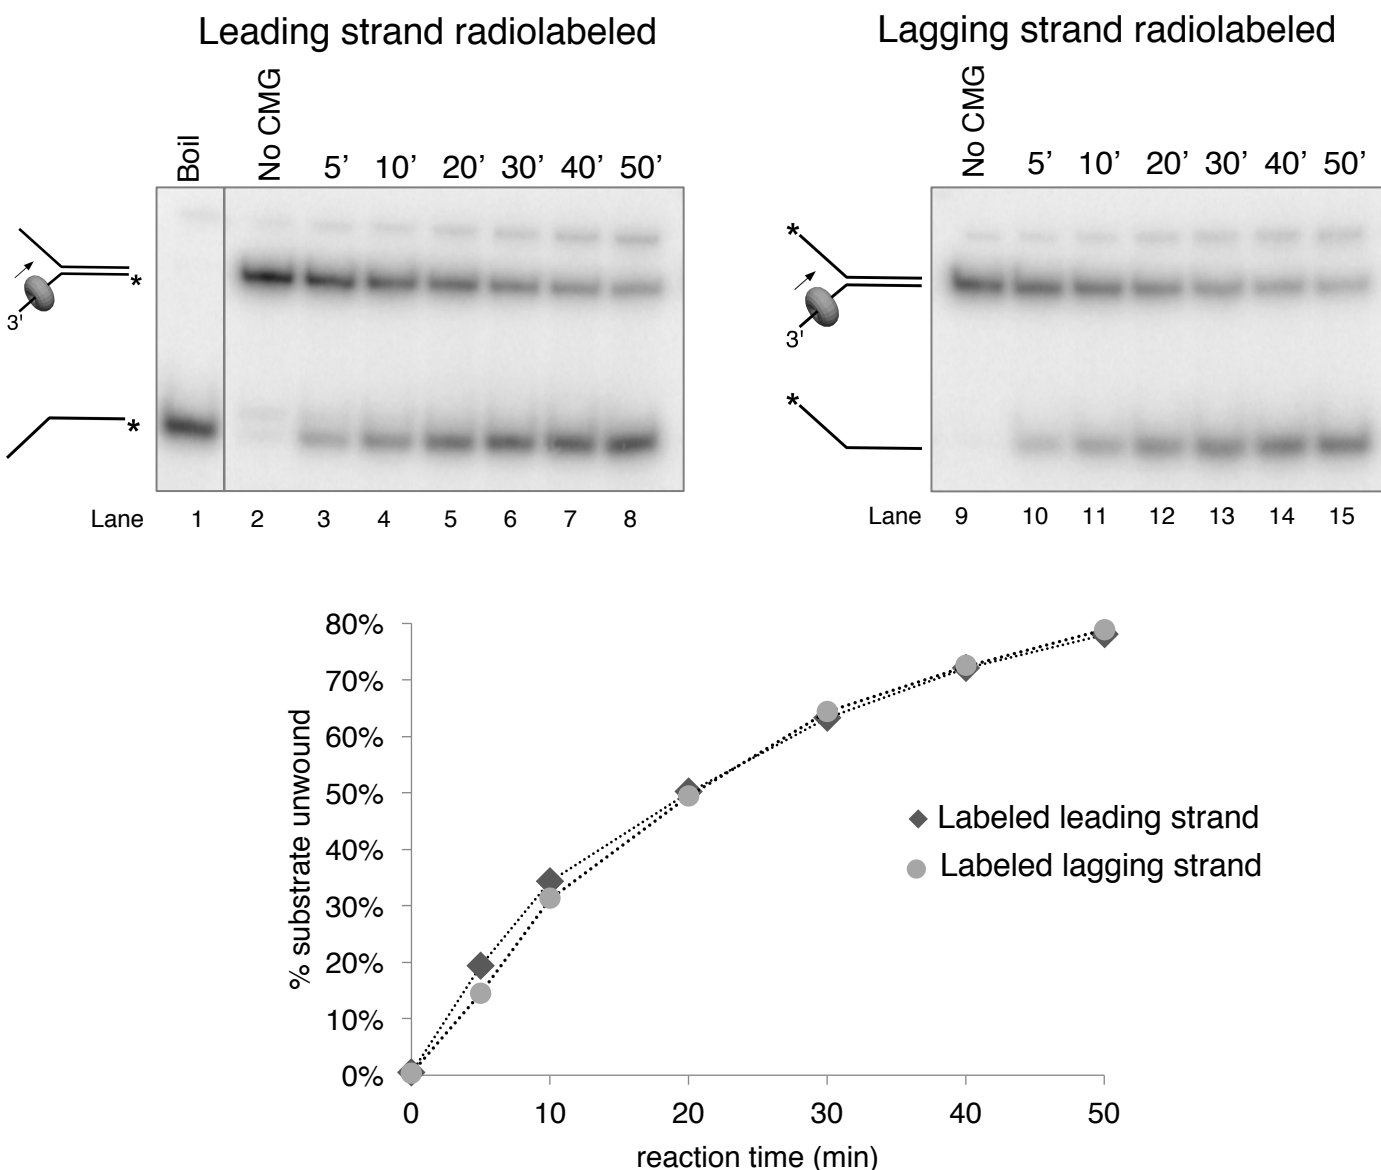 Leading strand radiolabeled
Boil
No CMG
5’ 10’ 20’ 30’ 40’ 50’
*
3'
*
Lane 1 2 3 4 5 6 7 8
Lagging strand radiolabeled
No CMG
5’ 10’ 20’ 30’ 40’ 50’
*
3'
*
Lane 9 10 11 12 13 14 15
% substrate unwound
80%
70%
60%
50%
40%
30%
20%
10%
0%
0 10 20 30 40 50
reaction time (min)
Labeled leading strand
Labeled lagging strand